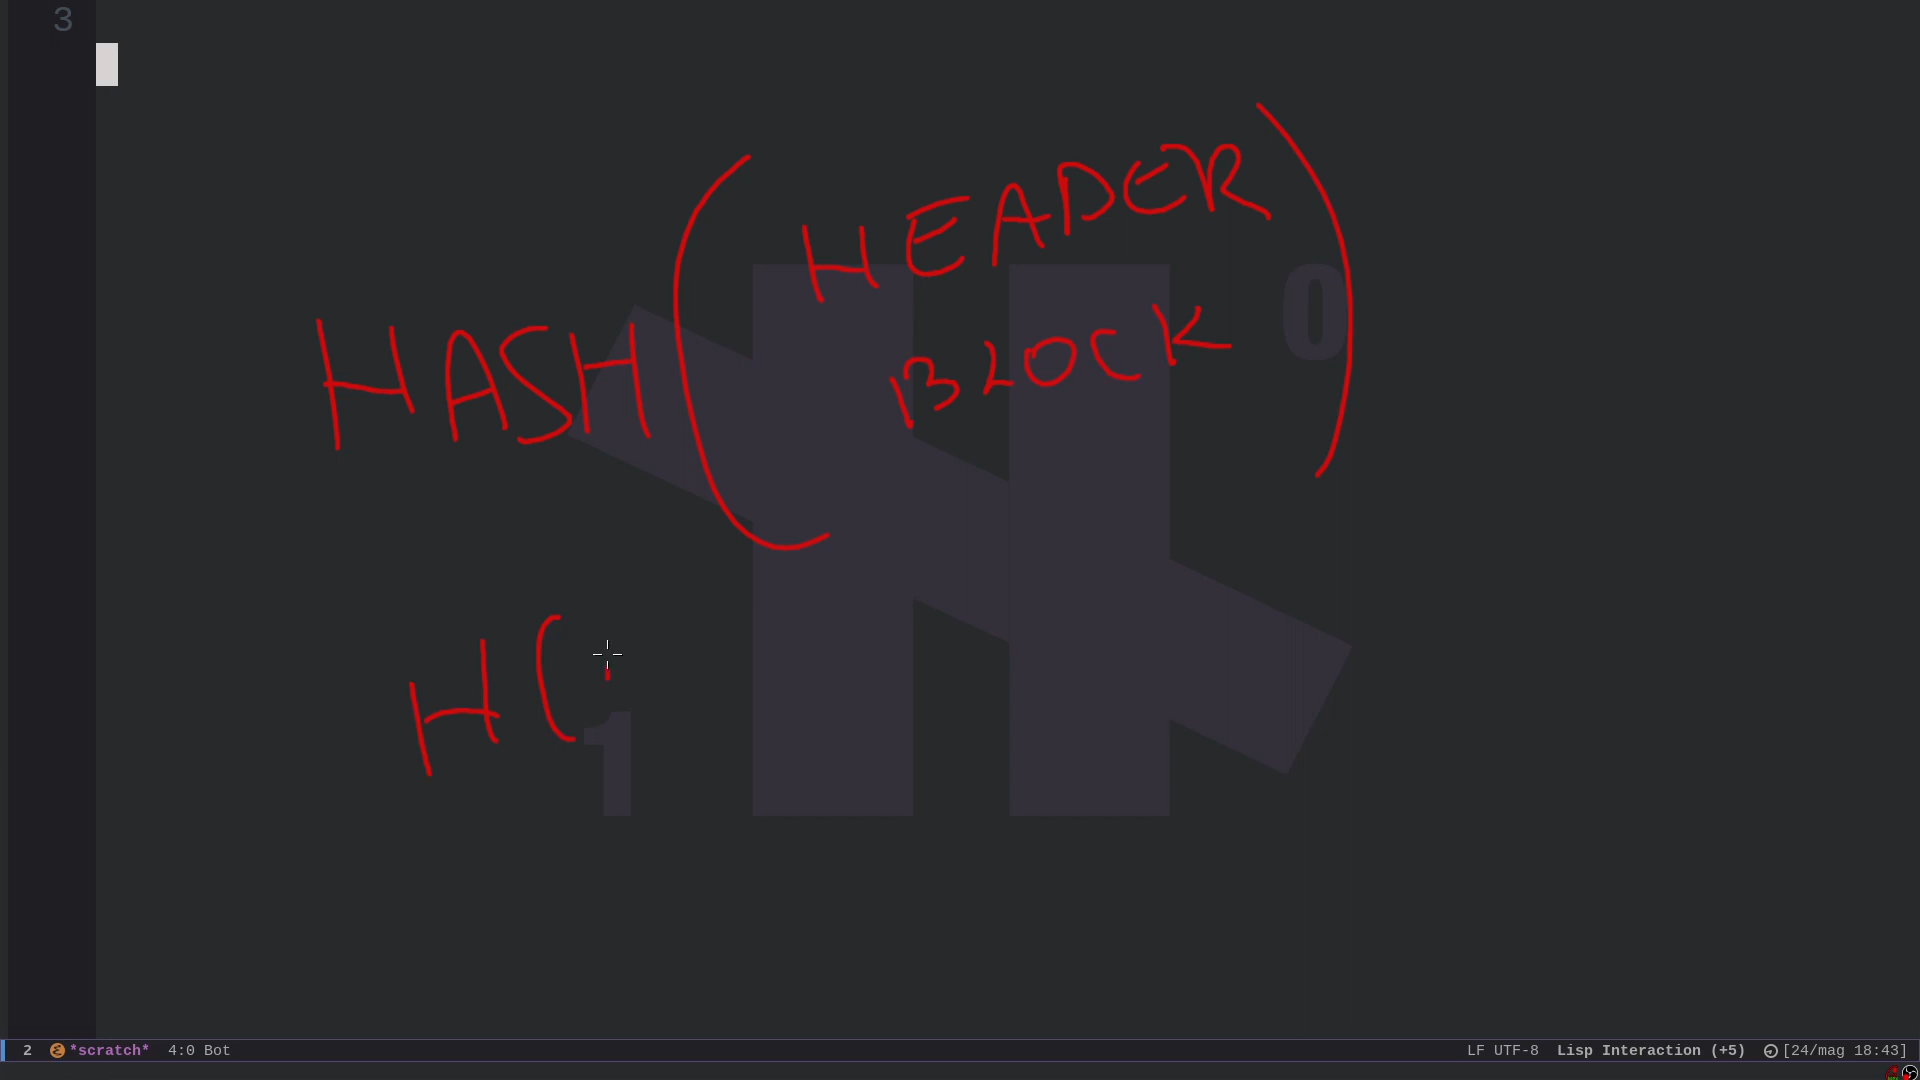 3
HASH ( HEADER
BLOCK )
0
H (
1
2 *scratch* 4:0 Bot LF UTF-8 Lisp Interaction (+5) [24/mag 18:43]